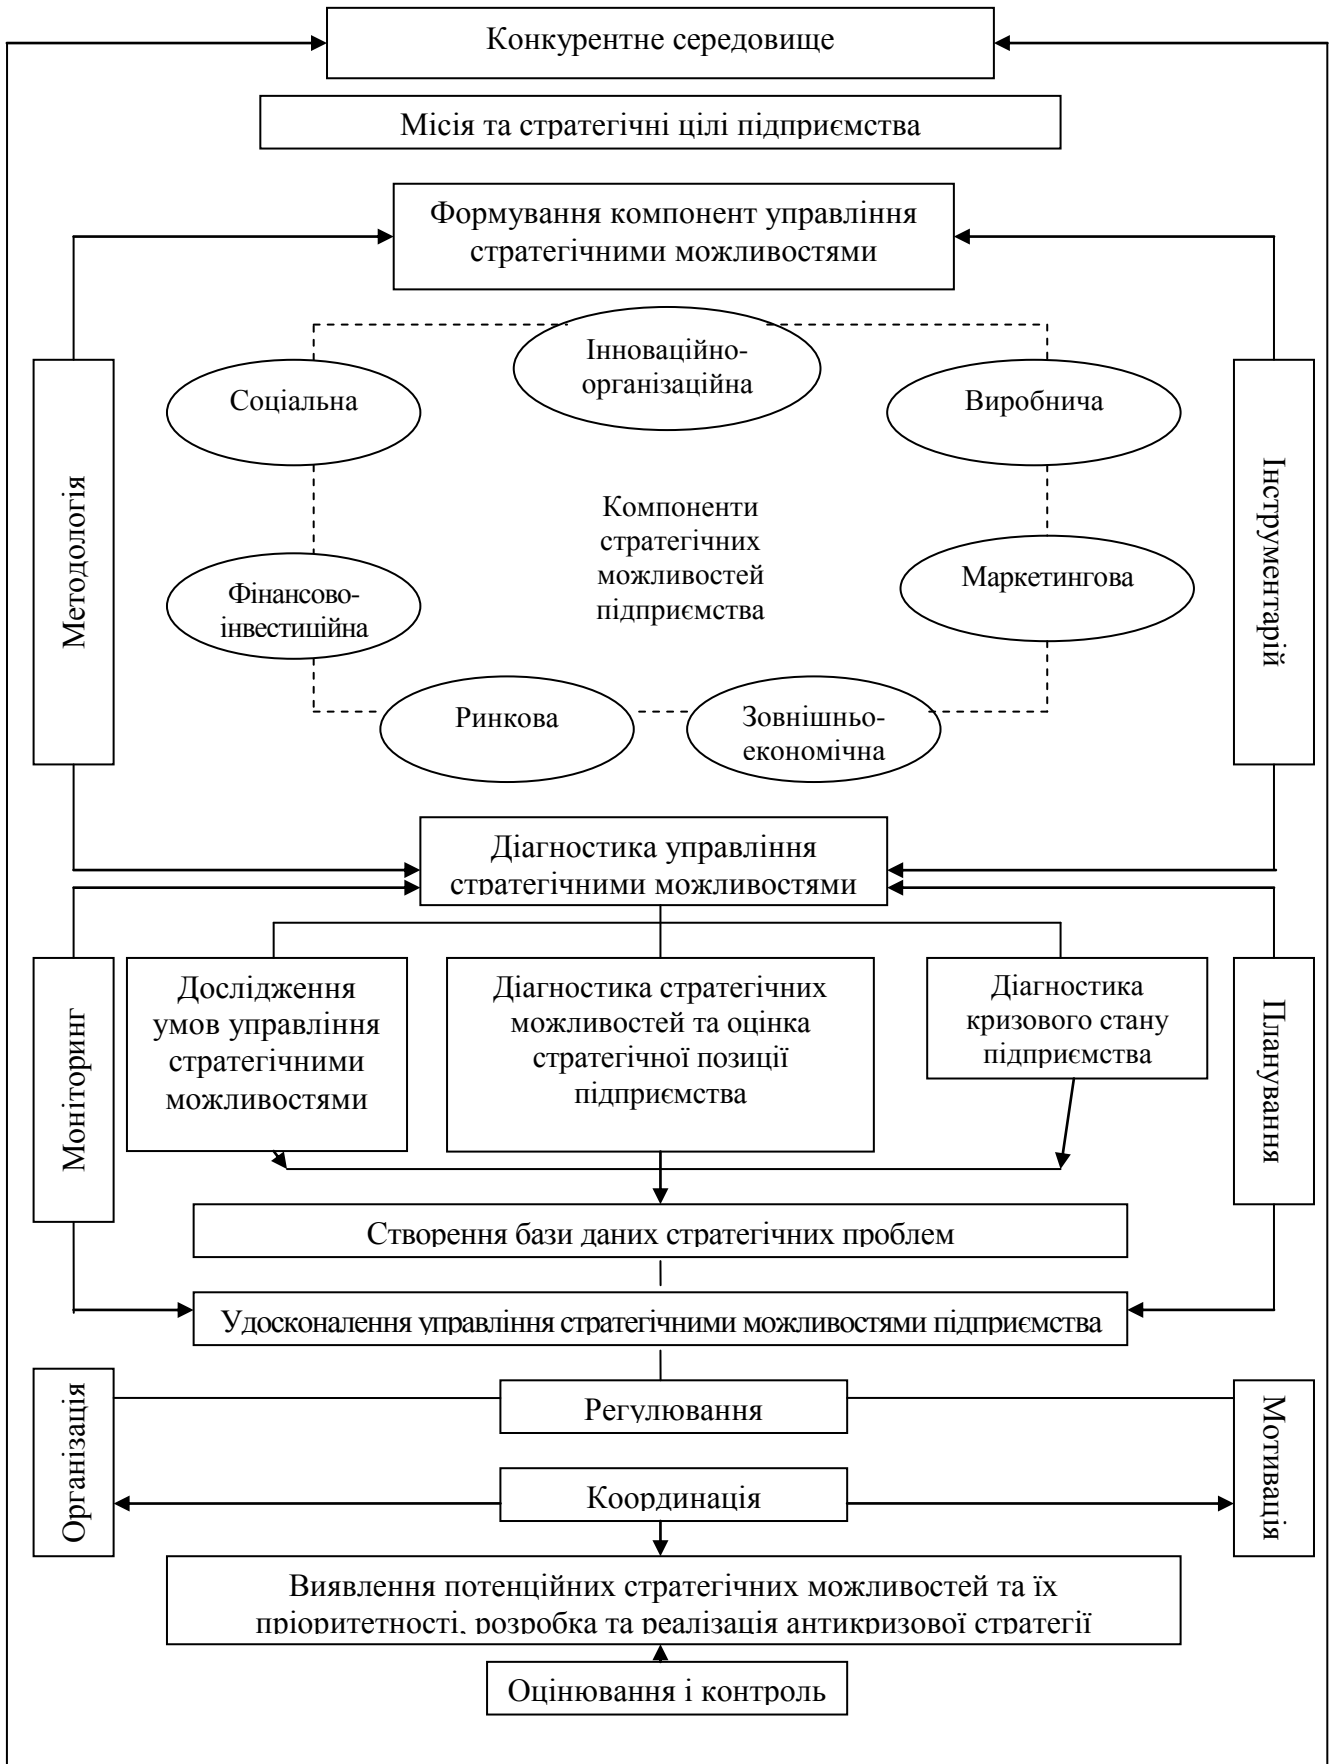 Конкурентне середовище
Місія та стратегічні цілі підприємства
Формування компонент управління
стратегічними можливостями
Інноваційно-
організаційна
Соціальна
Виробнича
Методологія
Інструментарій
Компоненти
стратегічних
можливостей
підприємства
Фінансово-
інвестиційна
Маркетингова
Ринкова
Зовнішньо-
економічна
Діагностика управління
стратегічними можливостями
Моніторинг
Дослідження
умов управління
стратегічними
можливостями
Діагностика стратегічних
можливостей та оцінка
стратегічної позиції
підприємства
Діагностика
кризового стану
підприємства
Планування
Створення бази даних стратегічних проблем
Удосконалення управління стратегічними можливостями підприємства
Організація
Регулювання
Мотивація
Координація
Виявлення потенційних стратегічних можливостей та їх
пріоритетності, розробка та реалізація антикризової стратегії
Оцінювання і контроль